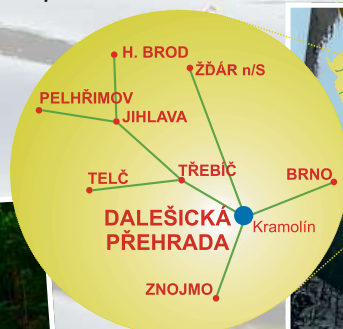 H. BROD
ŽĎÁR n/S
PELHŘIMOV
JIHLAVA
TŘEBÍČ
TELČ
BRNO
DALEŠICKÁ
PŘEHRADA
Kramolín
ZNOJMO